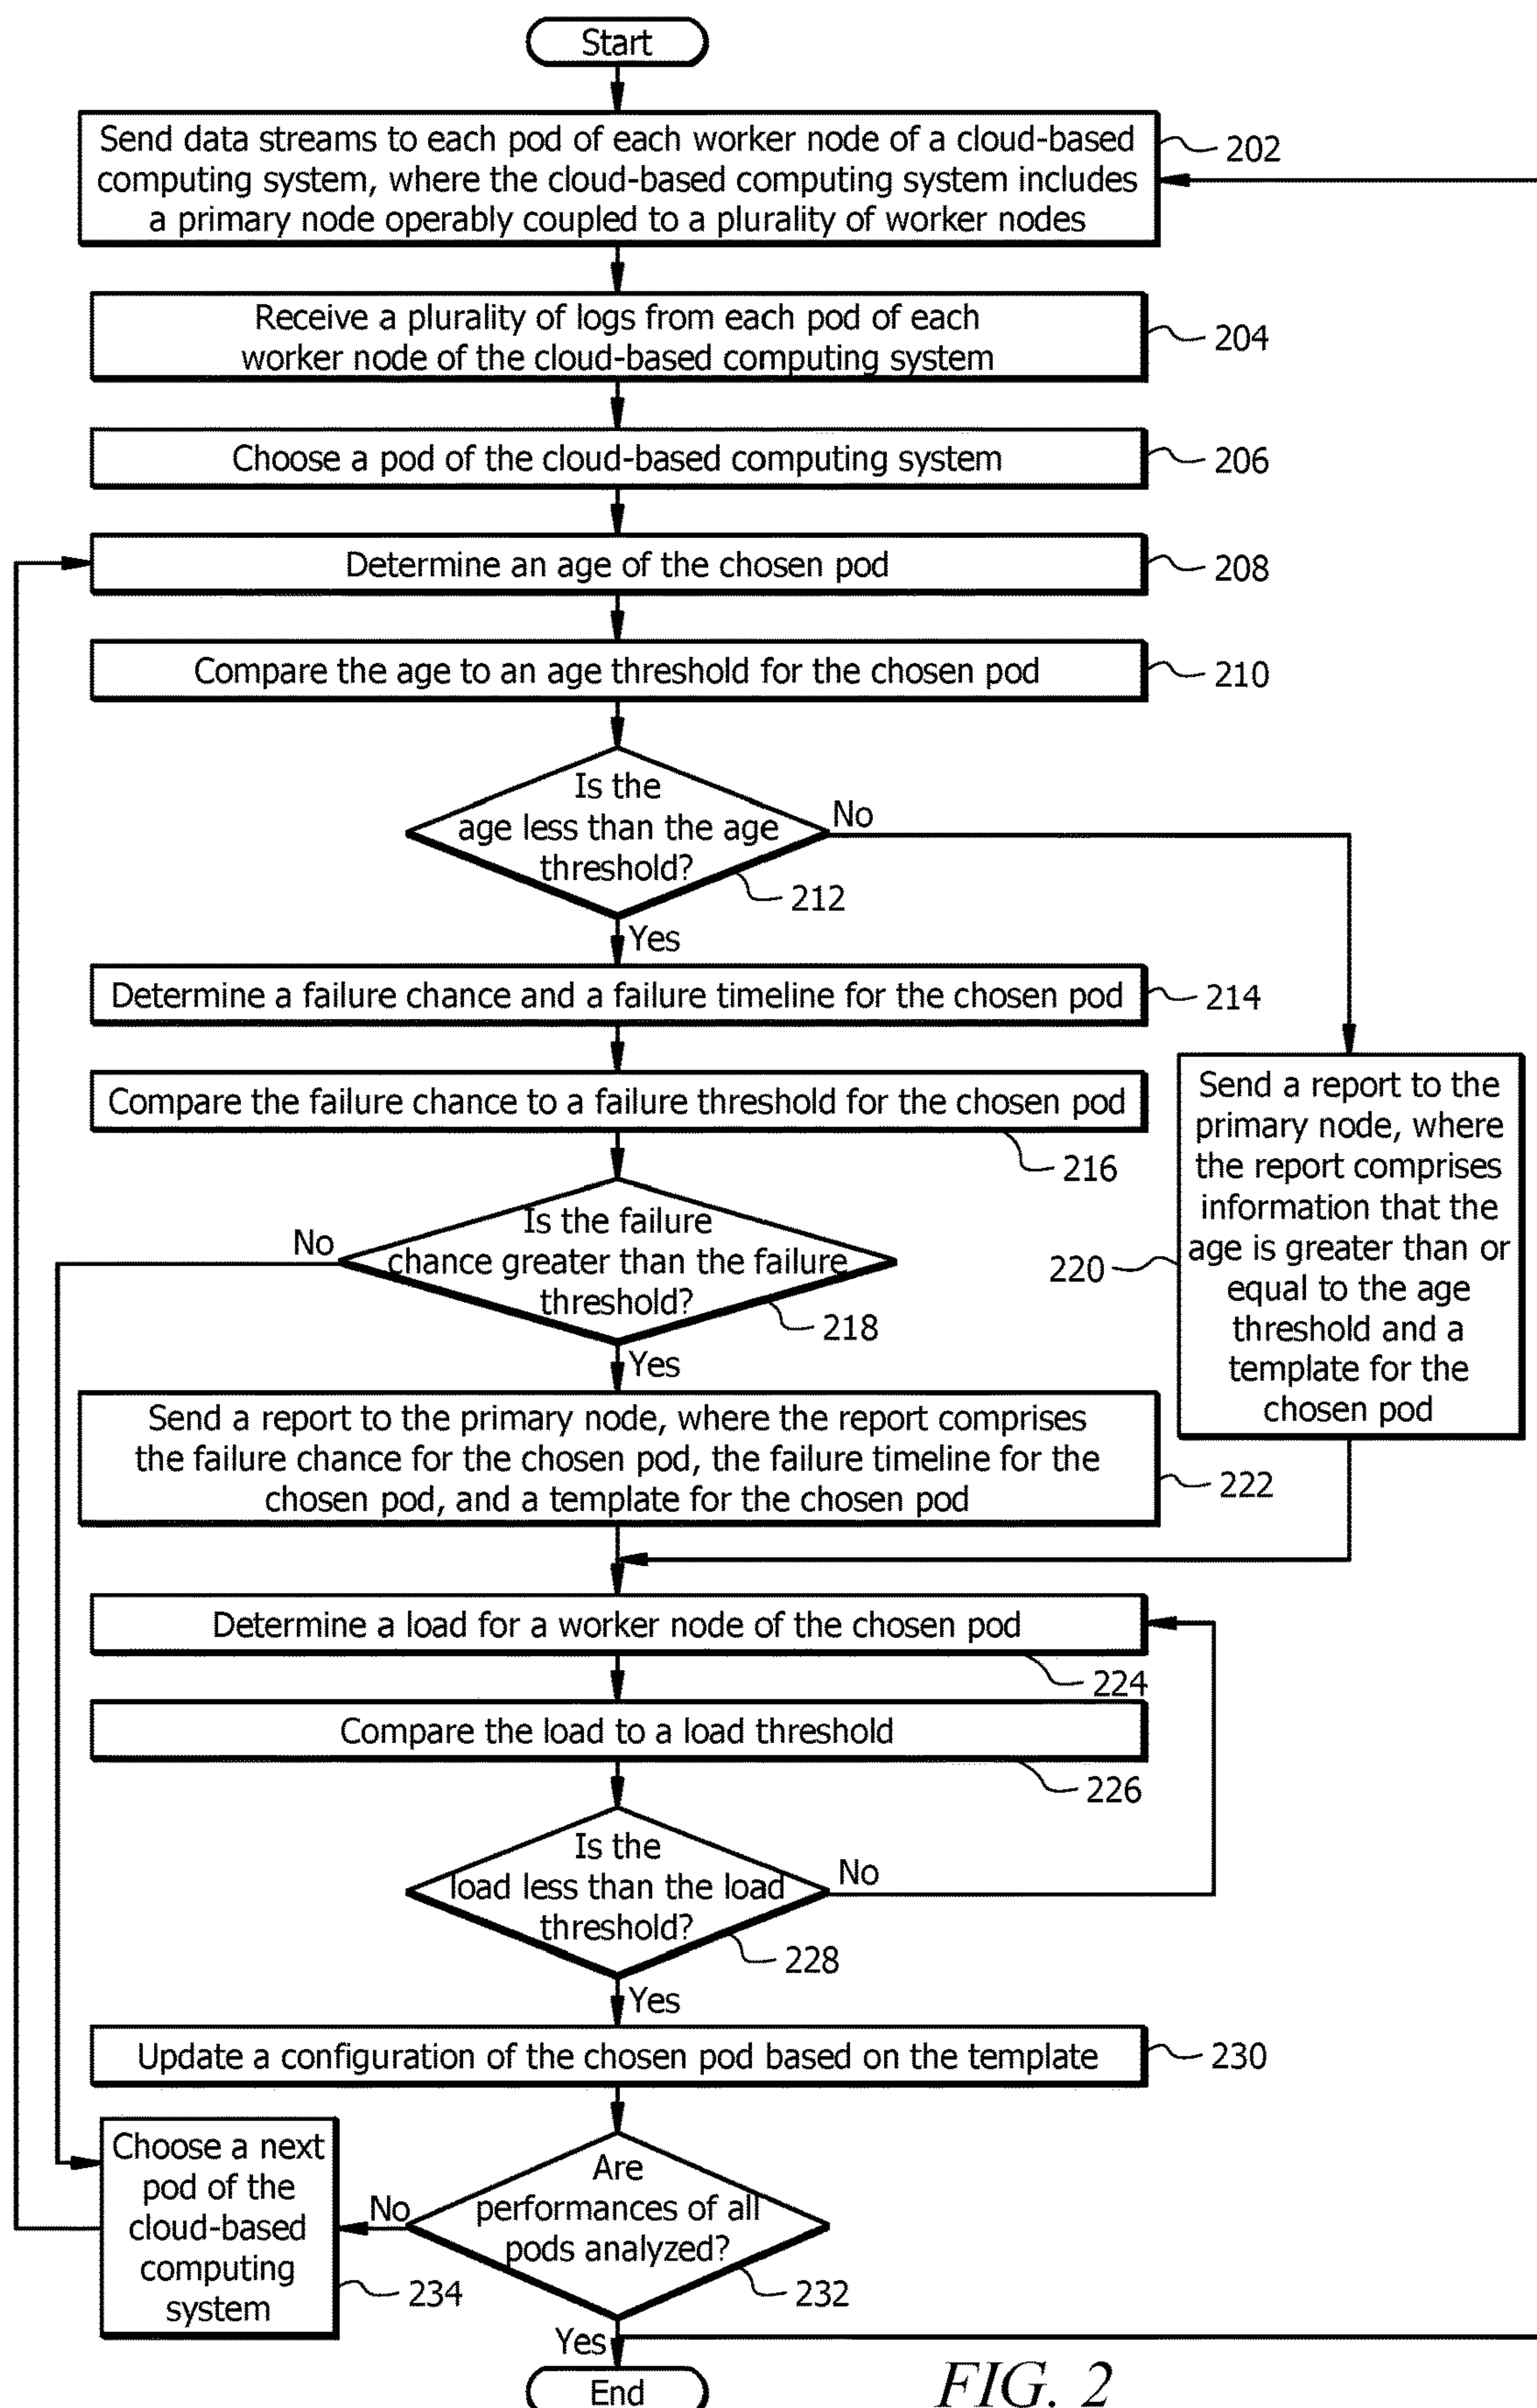 Start
Send data streams to each pod of each worker node of a cloud-based
computing system, where the cloud-based computing system includes
a primary node operably coupled to a plurality of worker nodes
202
Receive a plurality of logs from each pod of each
worker node of the cloud-based computing system
204
Choose a pod of the cloud-based computing system
206
Determine an age of the chosen pod
208
Compare the age to an age threshold for the chosen pod
210
Is the
age less than the age
threshold?
No
212
Yes
Determine a failure chance and a failure timeline for the chosen pod
214
Compare the failure chance to a failure threshold for the chosen pod
216
Is the failure
chance greater than the failure
threshold?
No
218
Yes
Send a report to the
primary node, where
the report comprises
information that the
age is greater than or
equal to the age
threshold and a
template for the
chosen pod
220
Send a report to the primary node, where the report comprises
the failure chance for the chosen pod, the failure timeline for the
chosen pod, and a template for the chosen pod
222
Determine a load for a worker node of the chosen pod
224
Compare the load to a load threshold
226
Is the
load less than the load
threshold?
No
228
Yes
Update a configuration of the chosen pod based on the template
230
Are
performances of all
pods analyzed?
No
232
Choose a next
pod of the
cloud-based
computing
system
234
Yes
End
FIG. 2